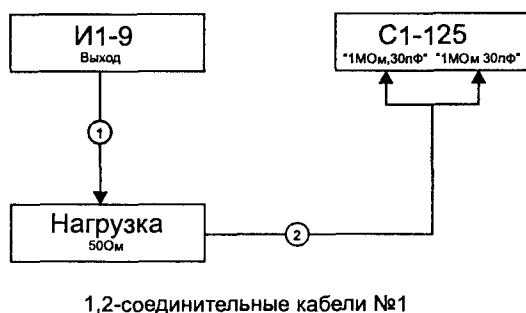 И1-9
Выход
С1-125
"1МОм,30пФ" "1МОм 30пФ"
1
Нагрузка
50Ом
2
1,2-соединительные кабели №1